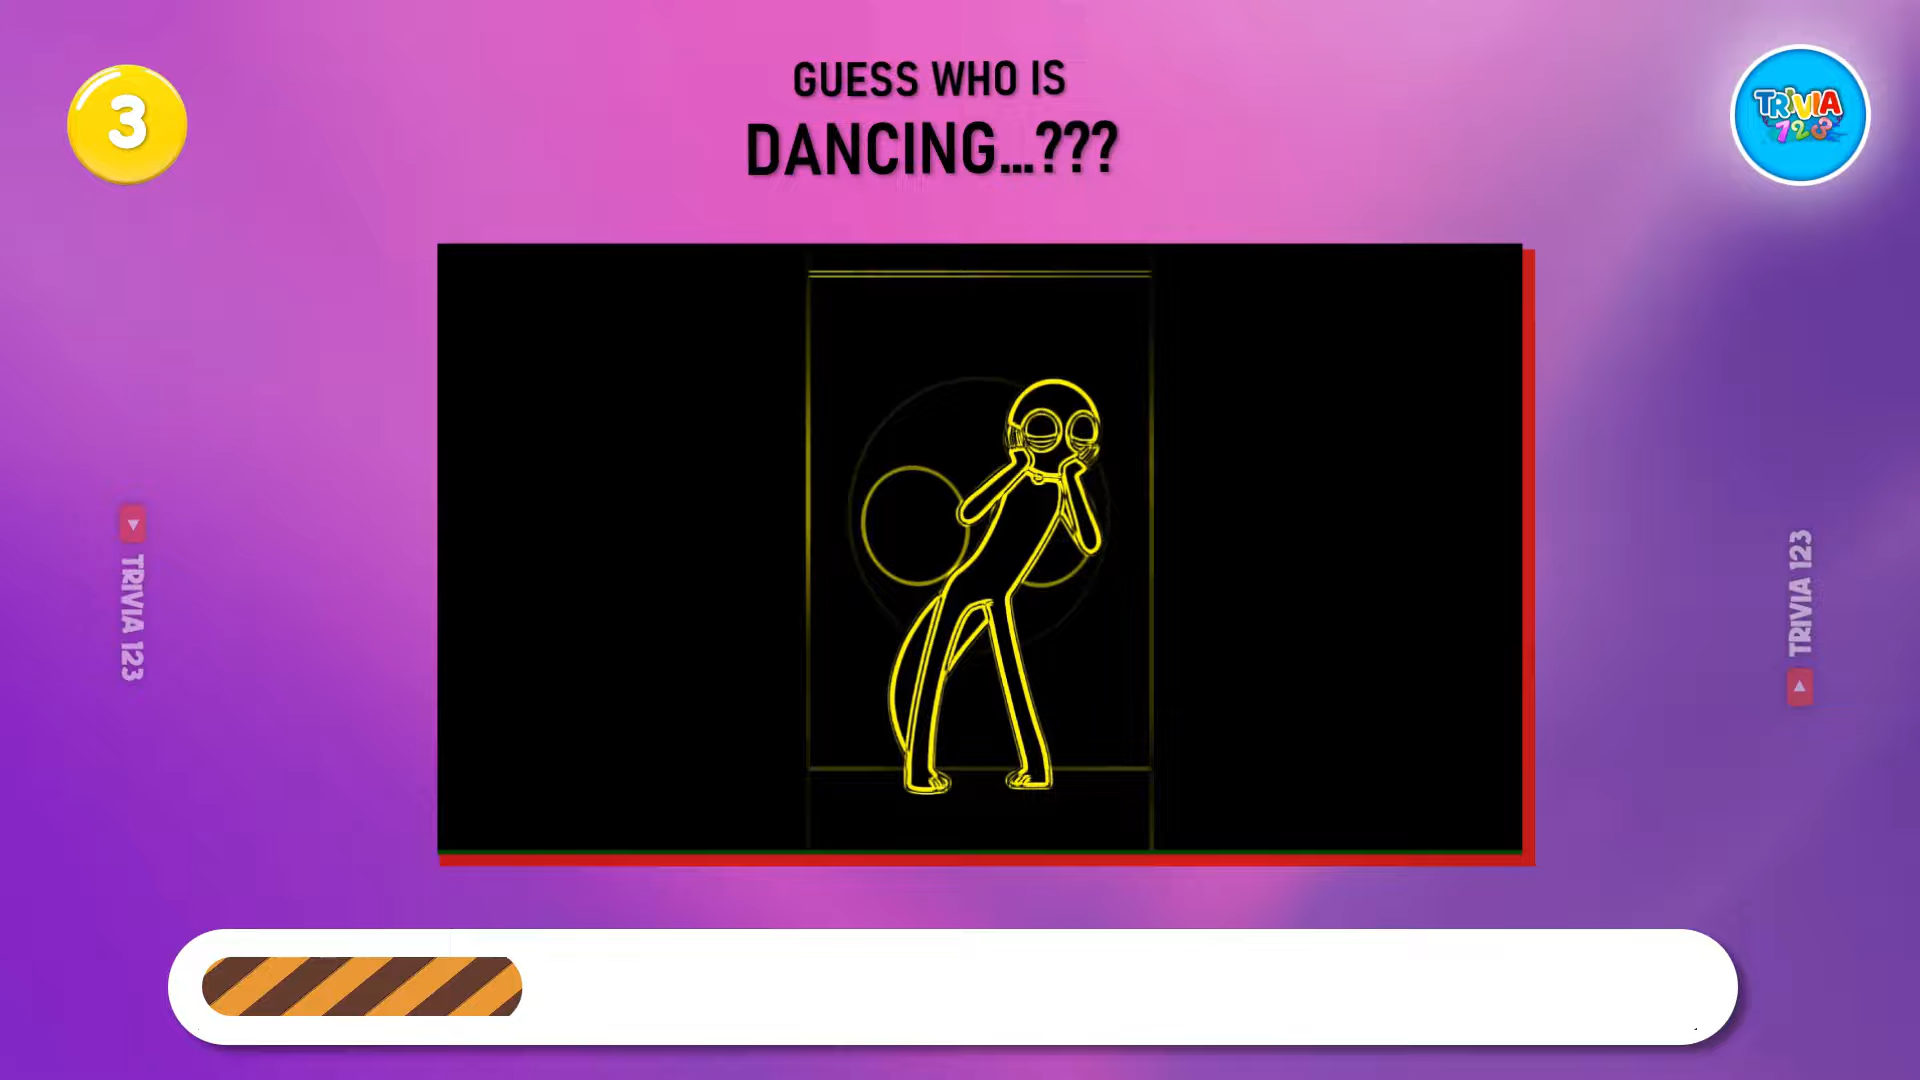 3
GUESS WHO IS
DANCING...???
TRIVIA
123
TRIVIA 123
TRIVIA 123